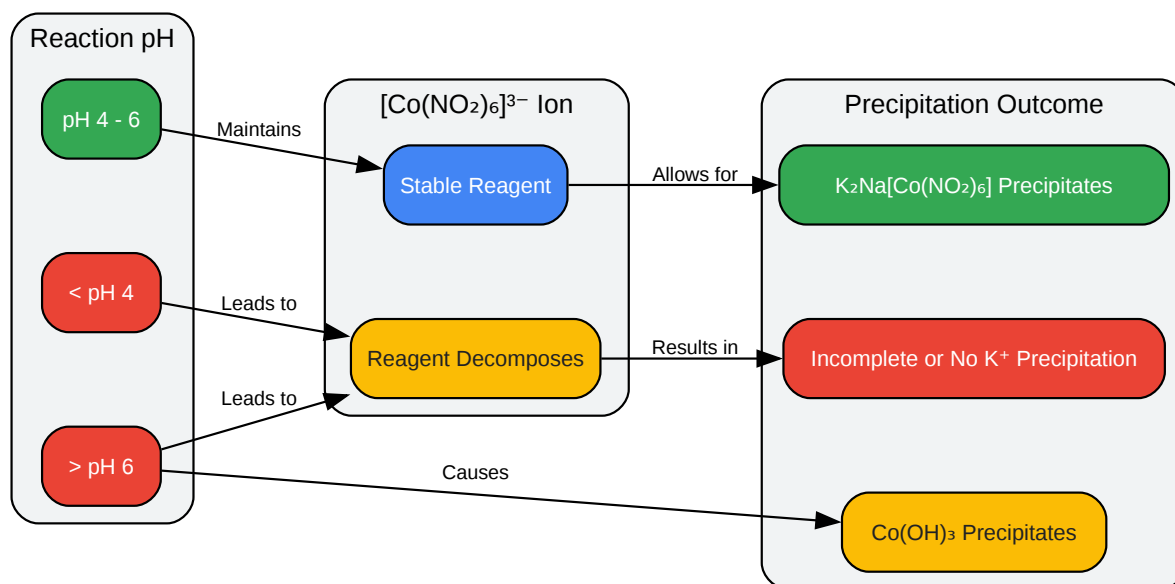 Reaction pH
pH 4 - 6
< pH 4
> pH 6
Maintains
Leads to
Leads to
Causes
[Co(NO₂)₆]³⁻ Ion
Stable Reagent
Reagent Decomposes
Allows for
Results in
Precipitation Outcome
K₂Na[Co(NO₂)₆] Precipitates
Incomplete or No K⁺ Precipitation
Co(OH)₃ Precipitates